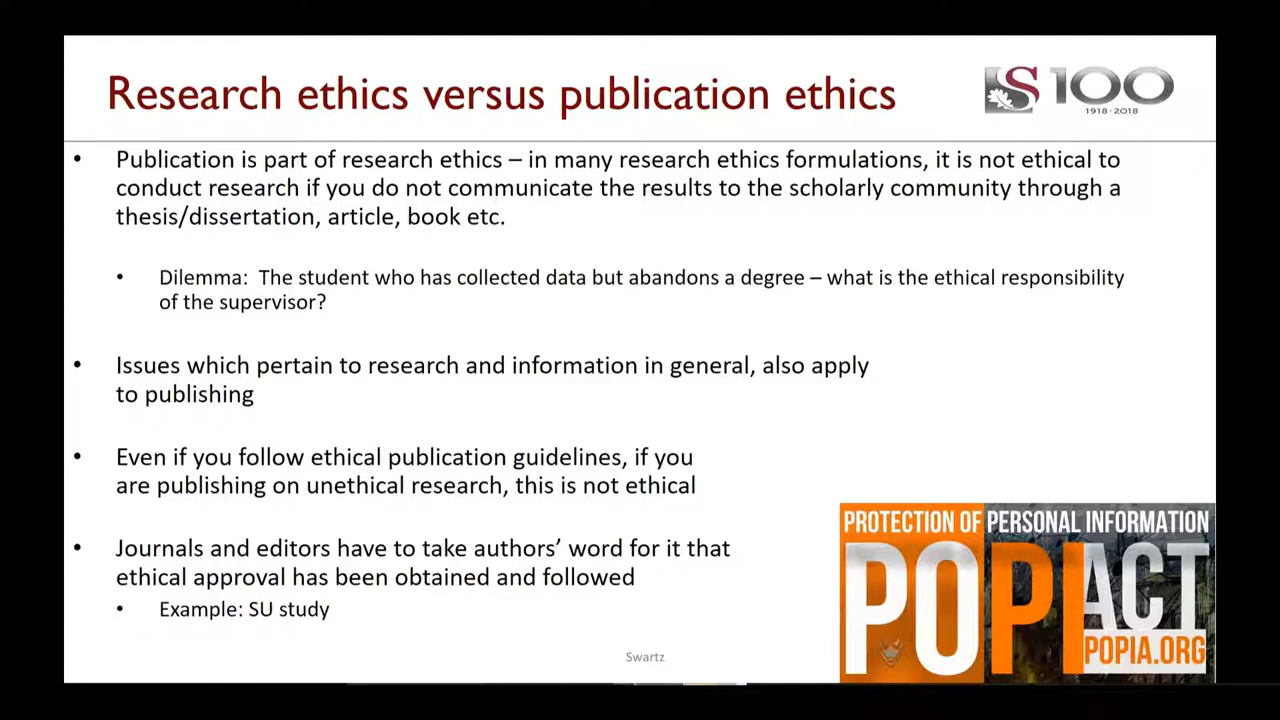 Research ethics versus publication ethics
S 100
1918 · 2018
• Publication is part of research ethics – in many research ethics formulations, it is not ethical to
conduct research if you do not communicate the results to the scholarly community through a
thesis/dissertation, article, book etc.
• Dilemma: The student who has collected data but abandons a degree – what is the ethical responsibility
of the supervisor?
• Issues which pertain to research and information in general, also apply
to publishing
• Even if you follow ethical publication guidelines, if you
are publishing on unethical research, this is not ethical
• Journals and editors have to take authors’ word for it that
ethical approval has been obtained and followed
• Example: SU study
PROTECTION OF PERSONAL INFORMATION
POPI ACT
POPIA.ORG
Swartz